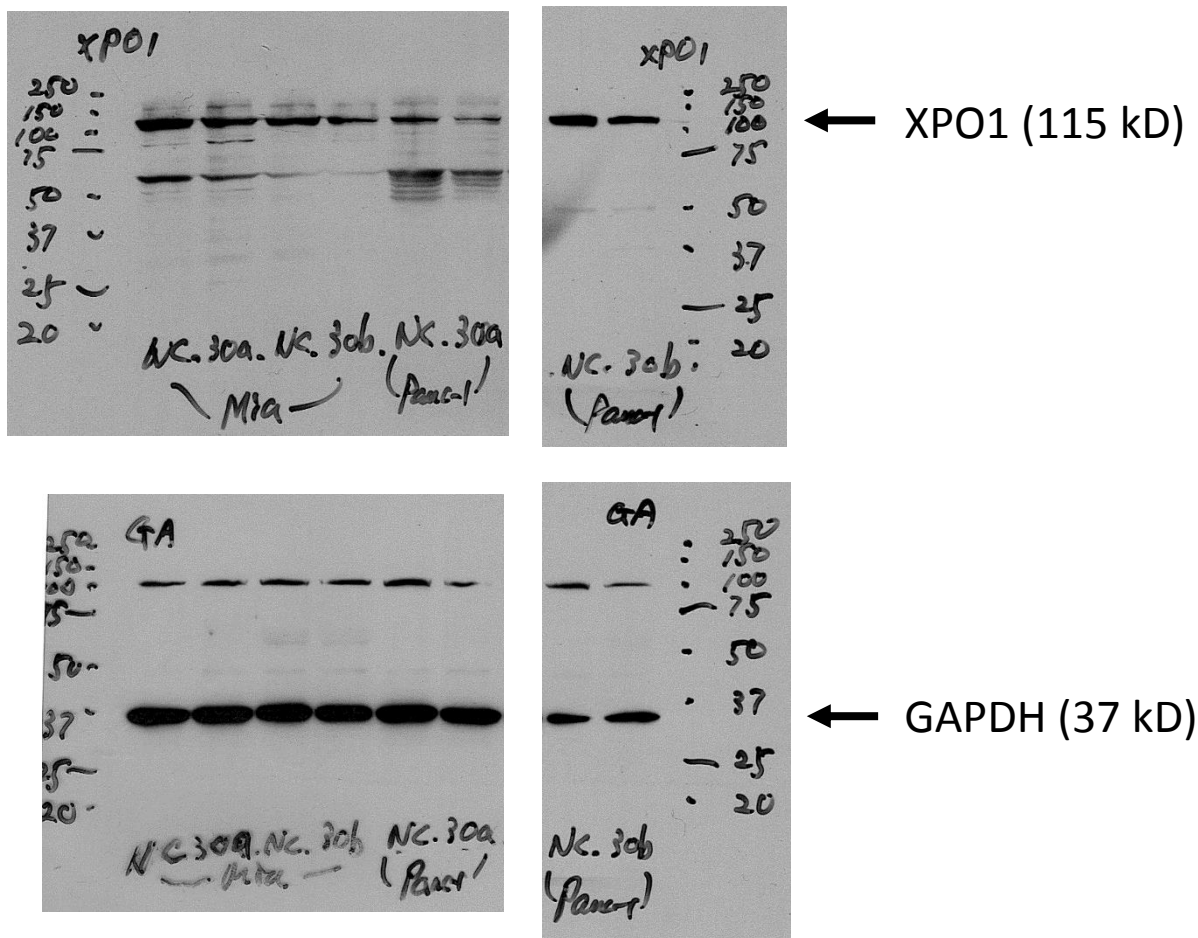 XPO1
250
150
100
75
50
37
25
20
NC. 30a. NC. 30b. NC. 30a
Mia (Panc-1)
XPO1
250
150
100
75
50
37
25
20
NC. 30b
(Panc-1)
XPO1 (115 kD)
GA
250
150
100
75
50
37
25
20
NC 30a. NC. 30b NC. 30a
Mia (Panc-1)
GA
250
150
100
75
50
37
25
20
NC. 30b
(Panc-1)
GAPDH (37 kD)